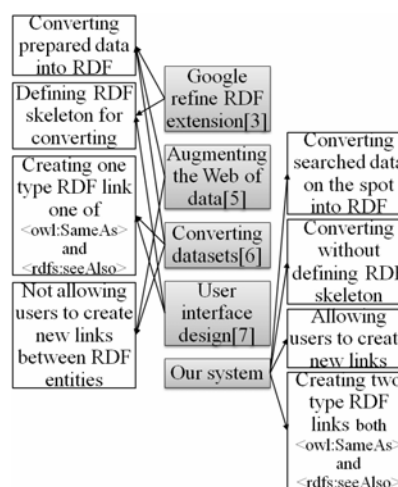 Converting
prepared data
into RDF
Defining RDF
skeleton for
converting
Creating one
type RDF link
one of
<owl:SameAs>
and
<rdfs:seeAlso>
Not allowing
users to create
new links
between RDF
entities
Google
refine RDF
extension[3]
Augmenting
the Web of
data[5]
Converting
datasets[6]
User
interface
design[7]
Our system
Converting
searched data
on the spot
into RDF
Converting
without
defining RDF
skeleton
Allowing
users to create
new links
Creating two
type RDF
links both
<owl:SameAs>
and
<rdfs:seeAlso>